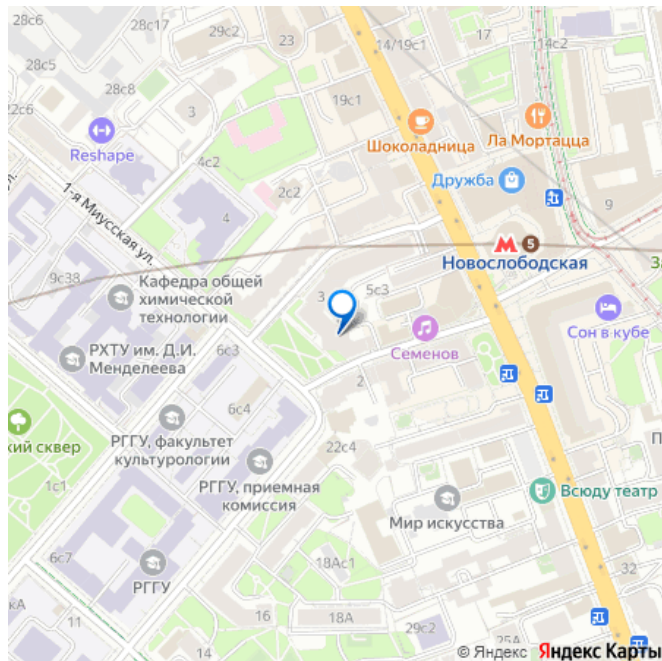 28с6
28с17
29с2
23
14/19с1
17
14с2
28с5
28с8
22с6
3
19с1
Reshape
4с2
Шоколадница
Ла Мортацца
Дружба
2с2
4
9
1-я Миусская ул.
М 5
Новослободская
9с38
Кафедра общей
химической
технологии
3
5с3
Сон в кубе
Семенов
РХТУ им. Д.И.
Менделеева
6с3
2
6с4
РГГУ, факультет
культурологии
кий сквер
22с4
РГГУ, приемная
комиссия
1с1
Всюду театр
Мир искусства
6с7
РГГУ
18Ас1
32
16
18А
29с2
25А
14
© Яндекс Яндекс Карты